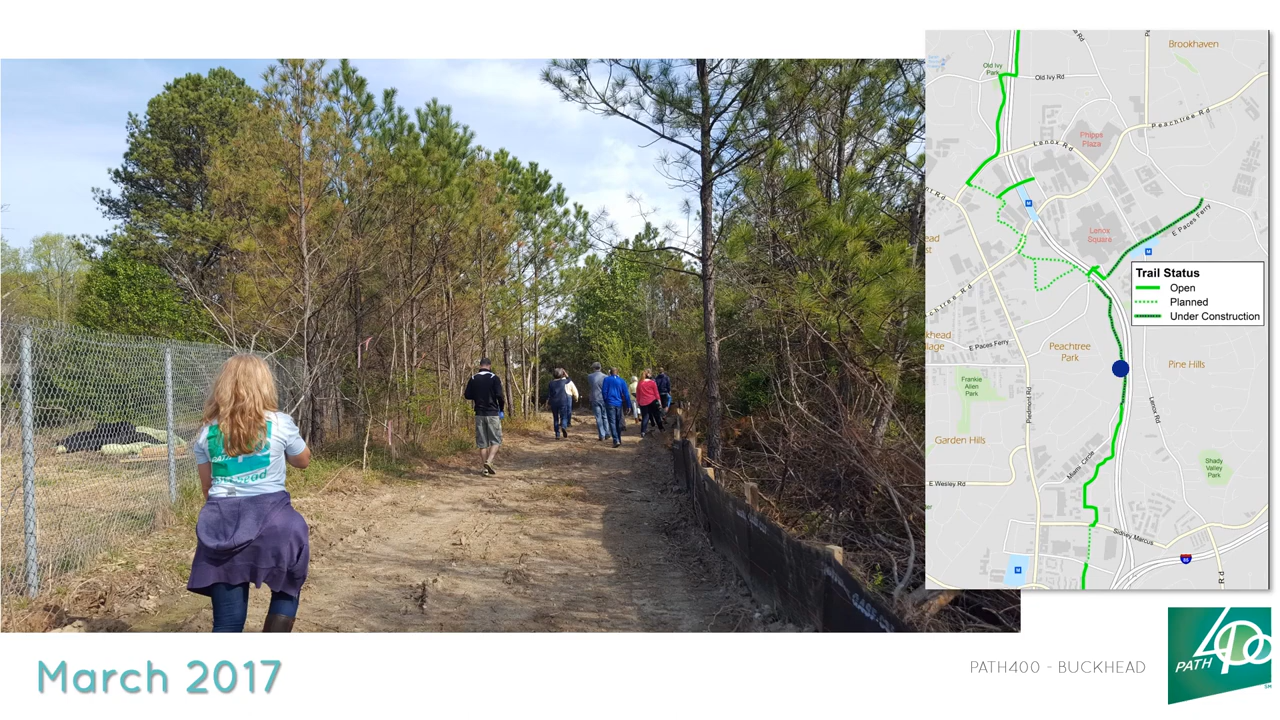 Brookhaven
Old Ivy
Park
Old Ivy Rd
Peachtree Rd
Phipps
Plaza
Lenox Rd
M
Lenox
Square
E Paces Ferry
M
Trail Status
Open
Planned
Under Construction
E Paces Ferry
Peachtree
Park
Pine Hills
Frankie
Allen
Park
Piedmont Rd
Lenox Rd
Garden Hills
Miami Circle
Shady
Valley
Park
E Wesley Rd
Sidney Marcus
M
March 2017
PATH400 - BUCKHEAD
PATH
400
SM